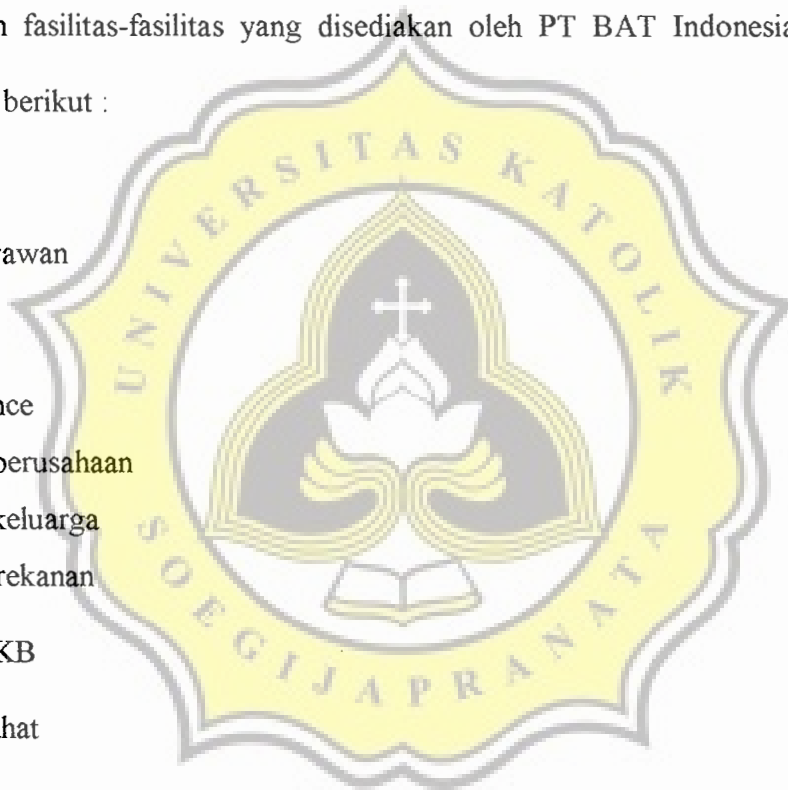 fasilitas-fasilitas yang disediakan oleh PT BAT Indonesia
berikut :
UNIVERSITAS KATOLIK
rawan
nce
perusahaan
keluarga
rekanan
KB
hat
SOEGIJAPRANATA